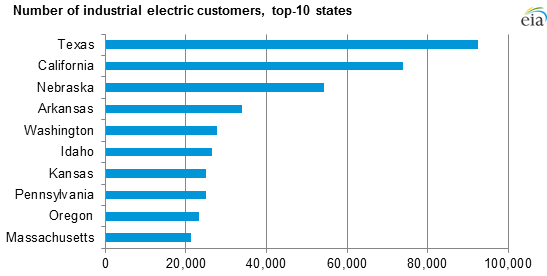 Number of industrial electric customers, top-10 states
eia
Texas
California
Nebraska
Arkansas
Washington
Idaho
Kansas
Pennsylvania
Oregon
Massachusetts
0 20,000 40,000 60,000 80,000 100,000